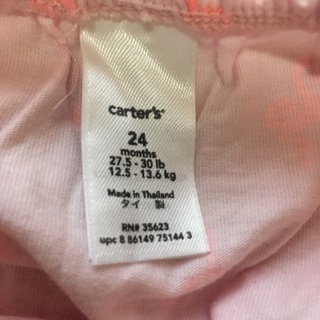 carter's®
24
months
27.5 - 30 lb
12.5 - 13.6 kg
Made in Thailand
タイ 製
RN# 35623
upc 8 86149 75144 3